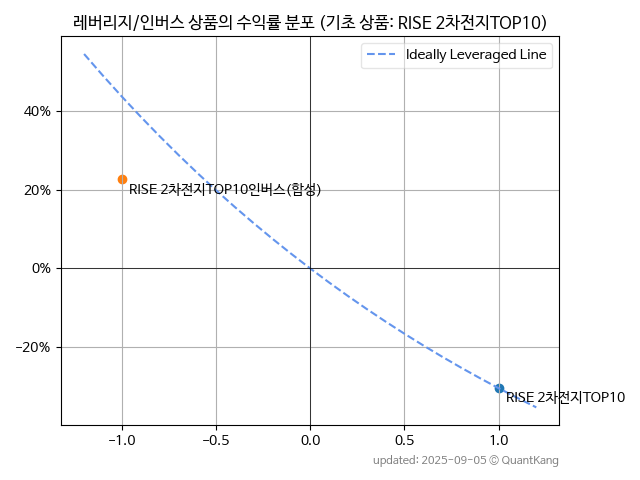 레버리지/인버스 상품의 수익률 분포 (기초 상품: RISE 2차전지TOP10)
Ideally Leveraged Line
40%
20%
0%
−20%
RISE 2차전지TOP10인버스(합성)
RISE 2차전지TOP10
−1.0 −0.5 0.0 0.5 1.0
updated: 2025-09-05 © QuantKang